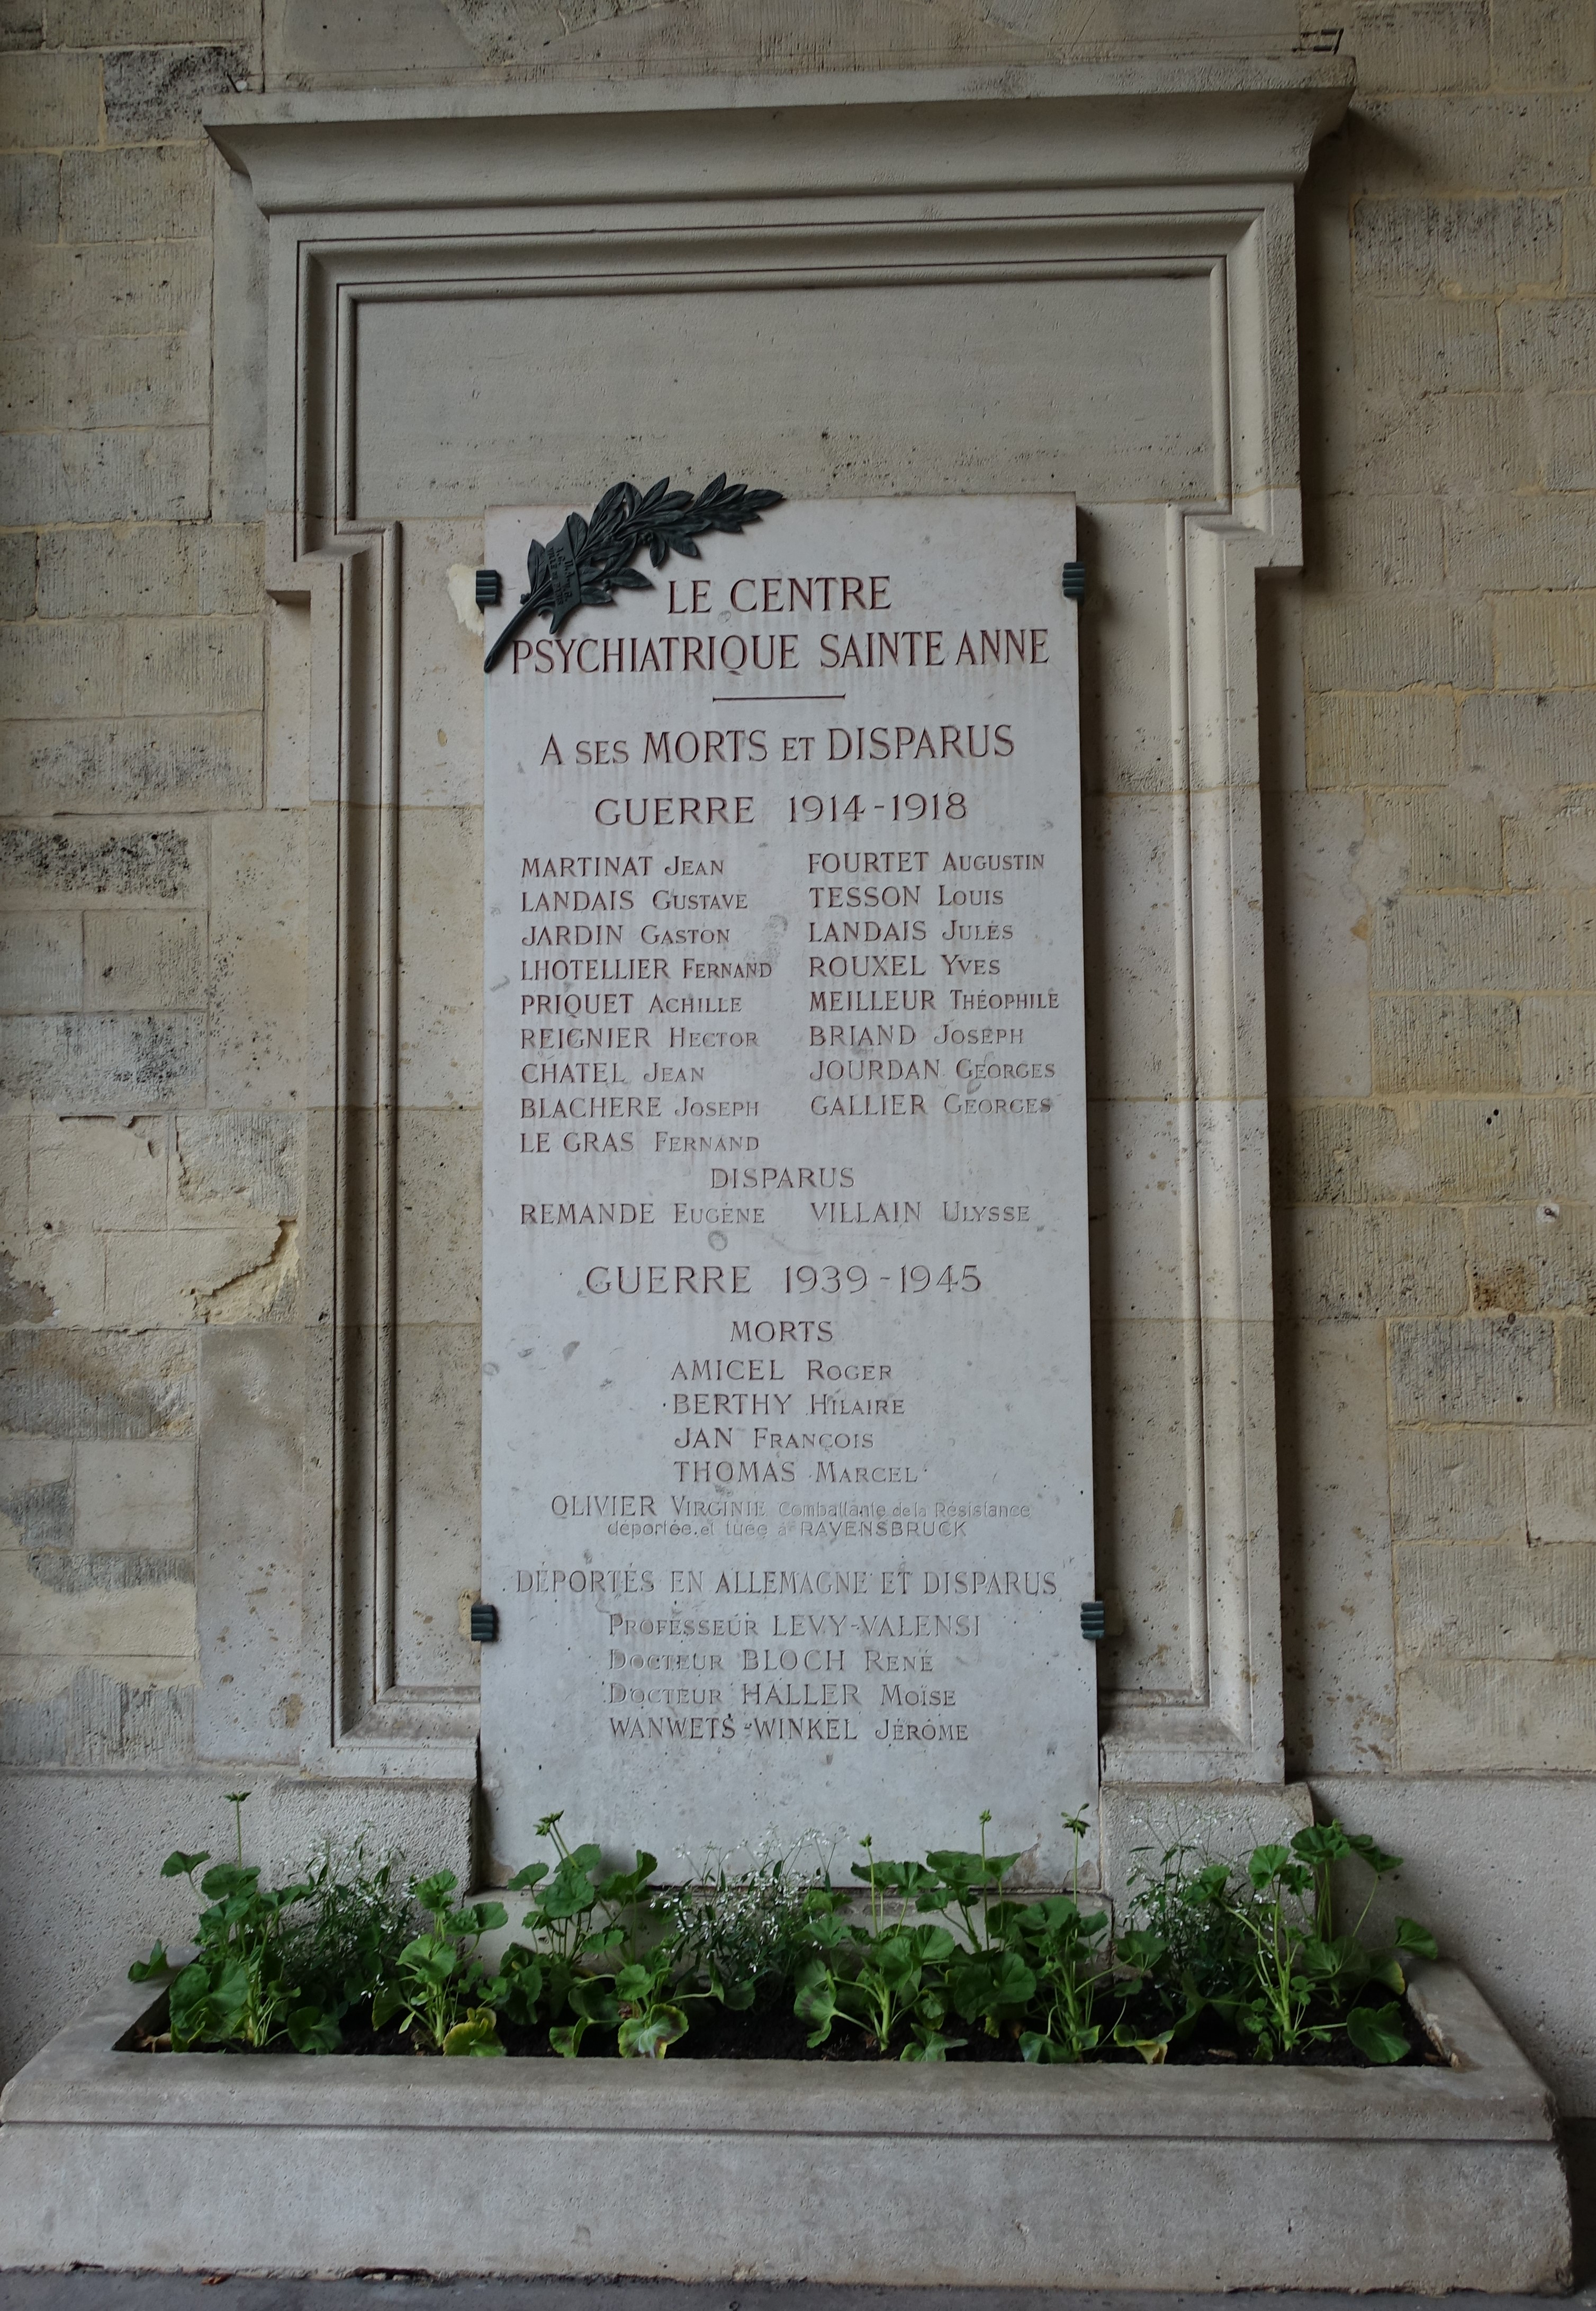 LE CENTRE
PSYCHIATRIQUE SAINTE ANNE
A SES MORTS ET DISPARUS
GUERRE 1914-1918
MARTINAT JEAN FOURTET AUGUSTIN
LANDAIS GUSTAVE TESSON LOUIS
JARDIN GASTON LANDAIS JULES
LHOTELLIER FERNAND ROUXEL YVES
PRIQUET ACHILLE MEILLEUR THÉOPHILE
REIGNIER HECTOR BRIAND JOSEPH
CHATEL JEAN JOURDAN GEORGES
BLACHERE JOSEPH GALLIER GEORGES
LE GRAS FERNAND
DISPARUS
REMANDE EUGÈNE VILLAIN ULYSSE
GUERRE 1939-1945
MORTS
AMICEL ROGER
BERTHY HILAIRE
JAN FRANÇOIS
THOMAS MARCEL
OLIVIER VIRGINIE Combattante de la Résistance
déportée et tuée à RAVENSBRUCK
DÉPORTÉS EN ALLEMAGNE ET DISPARUS
PROFESSEUR LEVY-VALENSI
DOCTEUR BLOCH RENÉ
DOCTEUR HALLER MOÏSE
WANWETS-WINKEL JÉRÔME